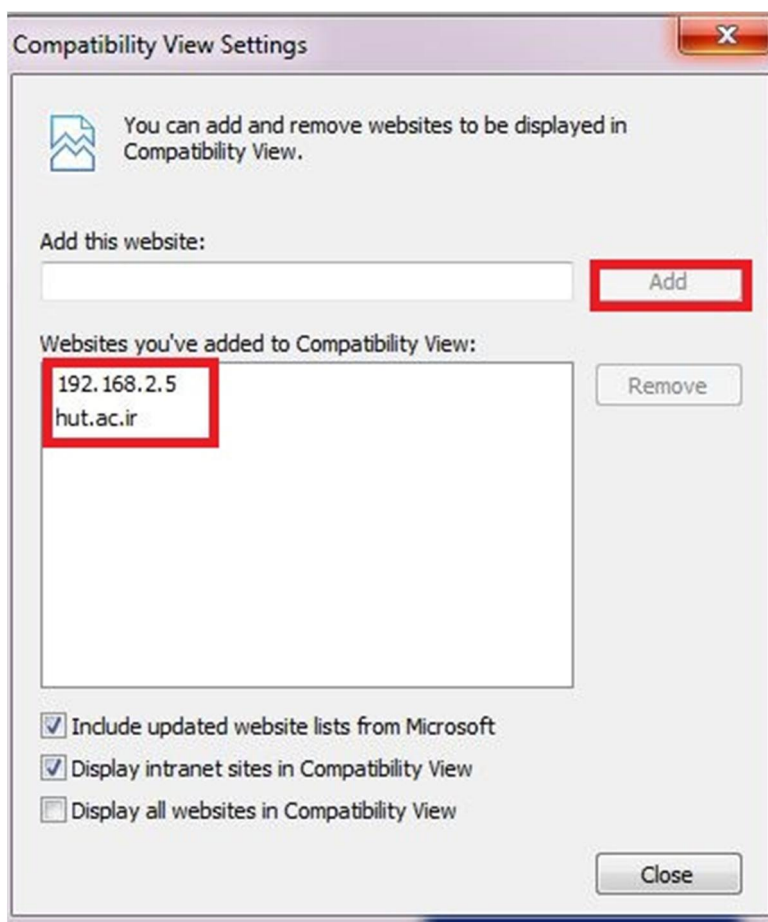 Compatibility View Settings
You can add and remove websites to be displayed in
Compatibility View.
Add this website:
Add
Websites you've added to Compatibility View:
192.168.2.5
hut.ac.ir
Remove
Include updated website lists from Microsoft
Display intranet sites in Compatibility View
Display all websites in Compatibility View
Close